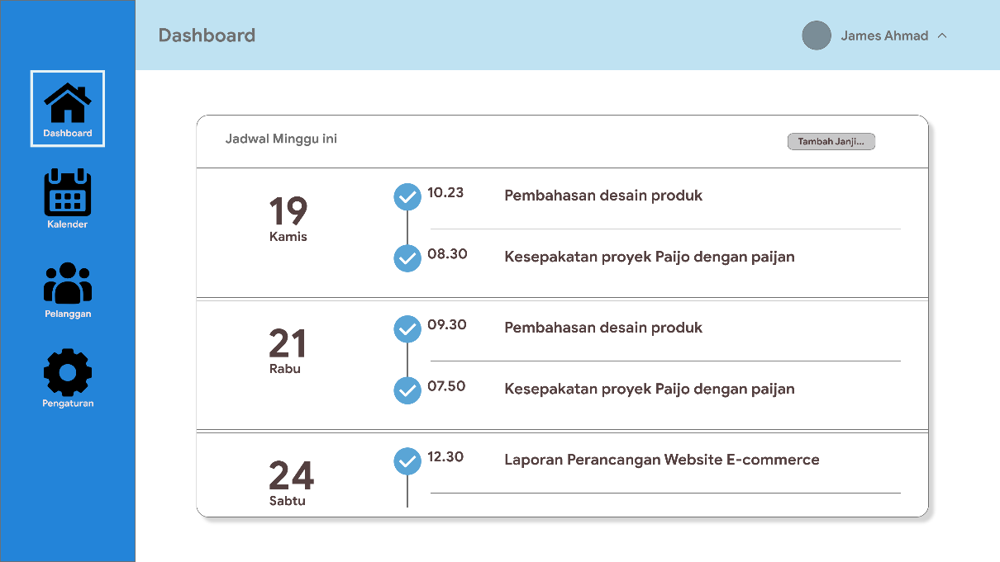 Dashboard
James Ahmad
Dashboard
Kalender
Pelanggan
Pengaturan
Jadwal Minggu ini
Tambah Janji...
19
Kamis
10.23
Pembahasan desain produk
08.30
Kesepakatan proyek Paijo dengan paijan
21
Rabu
09.30
Pembahasan desain produk
07.50
Kesepakatan proyek Paijo dengan paijan
24
Sabtu
12.30
Laporan Perancangan Website E-commerce